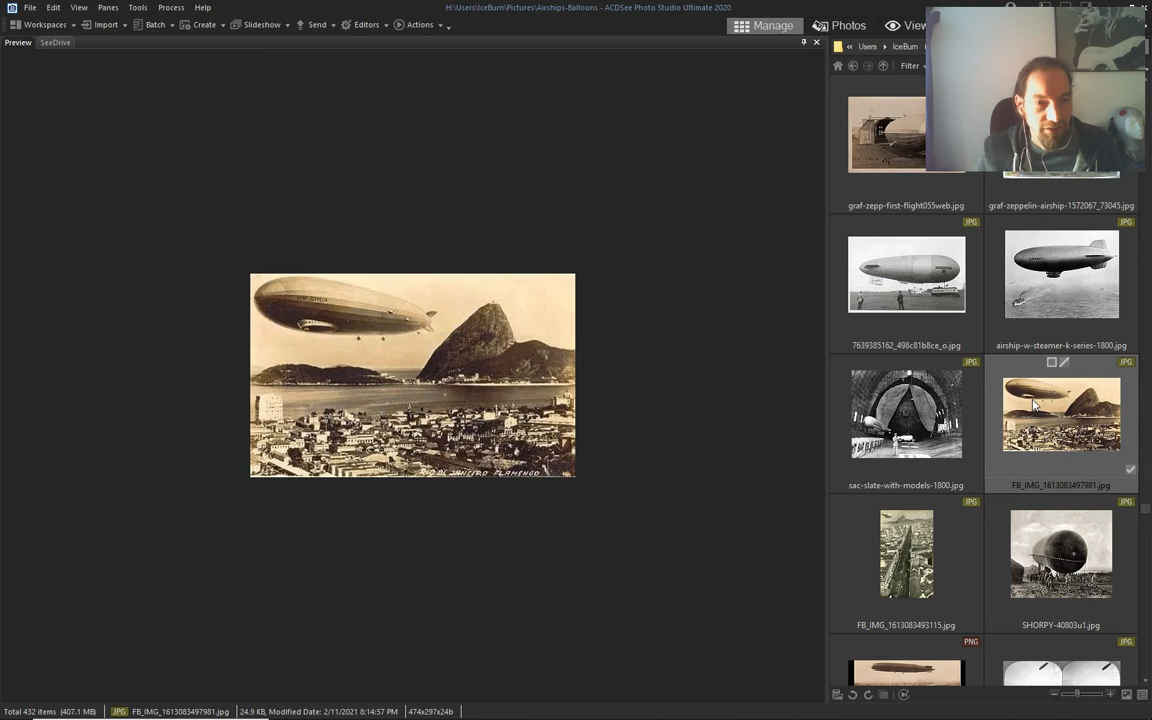 File Edit View Panes Tools Process Help
H:\Users\IceBurn\Pictures\Airships-Balloons - ACDSee Photo Studio Ultimate 2020
Workspaces Import Batch Create Slideshow Send Editors Actions
Manage Photos View
Preview SeeDrive
« Users IceBurn
Filter
graf-zepp-first-flight055web.jpg
graf-zeppelin-airship-1572067_73045.jpg
JPG
JPG
7639385162_498c81b8ce_o.jpg
airship-w-steamer-k-series-1800.jpg
JPG
JPG
sac-slate-with-models-1800.jpg
FB_IMG_1613083497981.jpg
JPG
JPG
FB_IMG_1613083493115.jpg
SHORPY-40803u1.jpg
PNG
JPG
GRAF ZEPPELIN
RIO DE JANEIRO FLAMENGO
Total 432 items (407.1 MB) JPG FB_IMG_1613083497981.jpg 24.9 KB, Modified Date: 2/11/2021 8:14:57 PM 474x297x24b